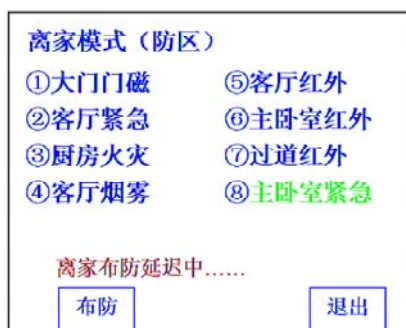 离家模式（防区）
①大门门磁 ⑤客厅红外
②客厅紧急 ⑥主卧室红外
③厨房火灾 ⑦过道红外
④客厅烟雾 ⑧主卧室紧急
离家布防延迟中……
布防 退出